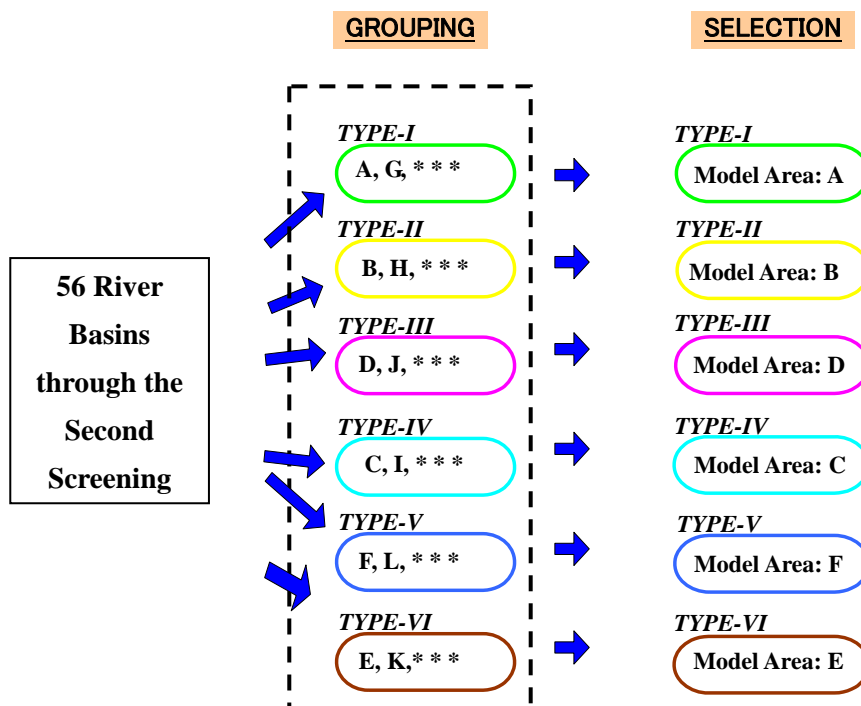 GROUPING
SELECTION
56 River
Basins
through the
Second
Screening
TYPE-I
A, G, * * *
TYPE-II
B, H, * * *
TYPE-III
D, J, * * *
TYPE-IV
C, I, * * *
TYPE-V
F, L, * * *
TYPE-VI
E, K,* * *
TYPE-I
Model Area: A
TYPE-II
Model Area: B
TYPE-III
Model Area: D
TYPE-IV
Model Area: C
TYPE-V
Model Area: F
TYPE-VI
Model Area: E